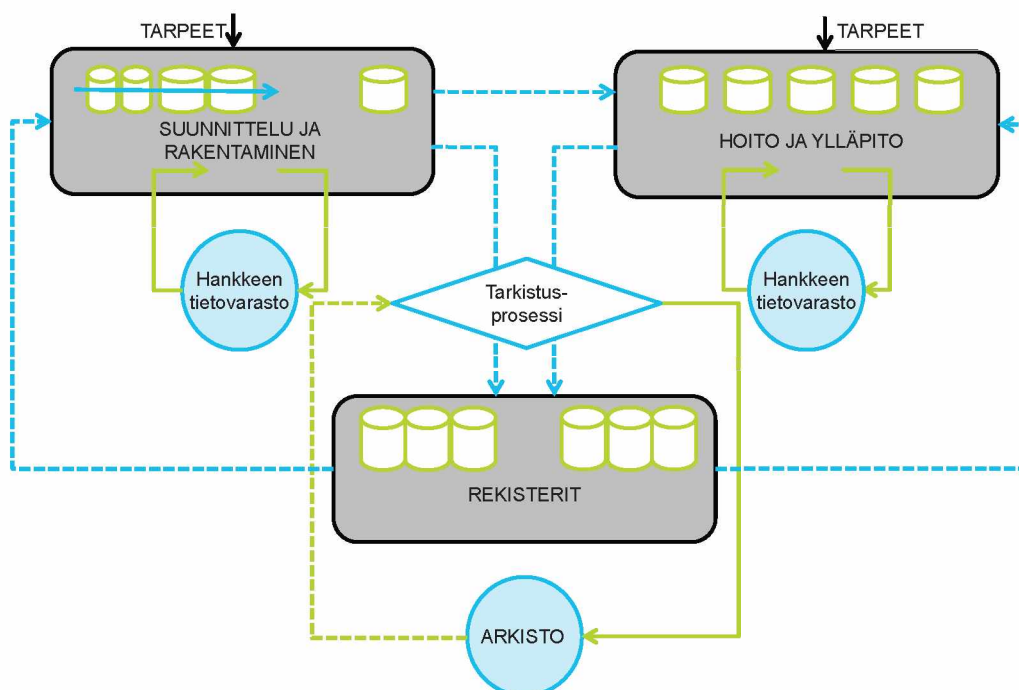 TARPEET
TARPEET
SUUNNITTELU JA
RAKENTAMINEN
HOITO JA YLLÄPITO
Hankkeen
tietovarasto
Tarkistus-
prosessi
Hankkeen
tietovarasto
REKISTERIT
ARKISTO